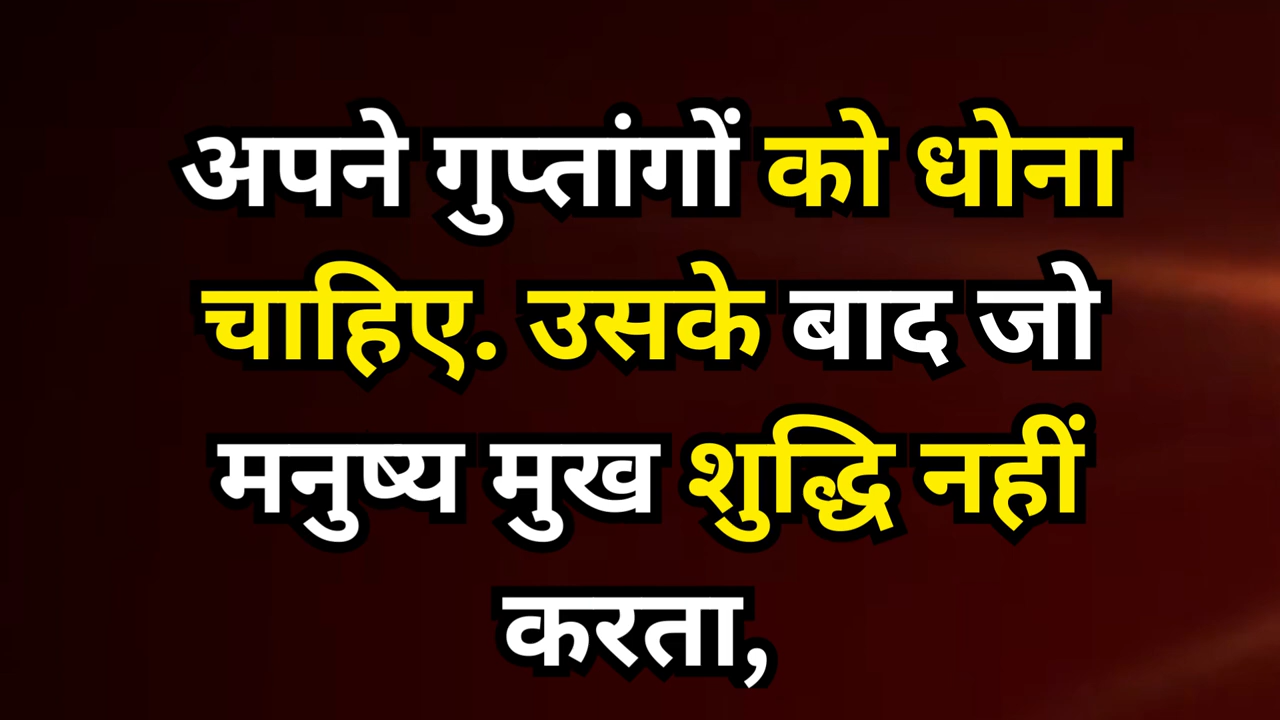 अपने गुप्तांगों को धोना
चाहिए. उसके बाद जो
मनुष्य मुख शुद्धि नहीं
करता,